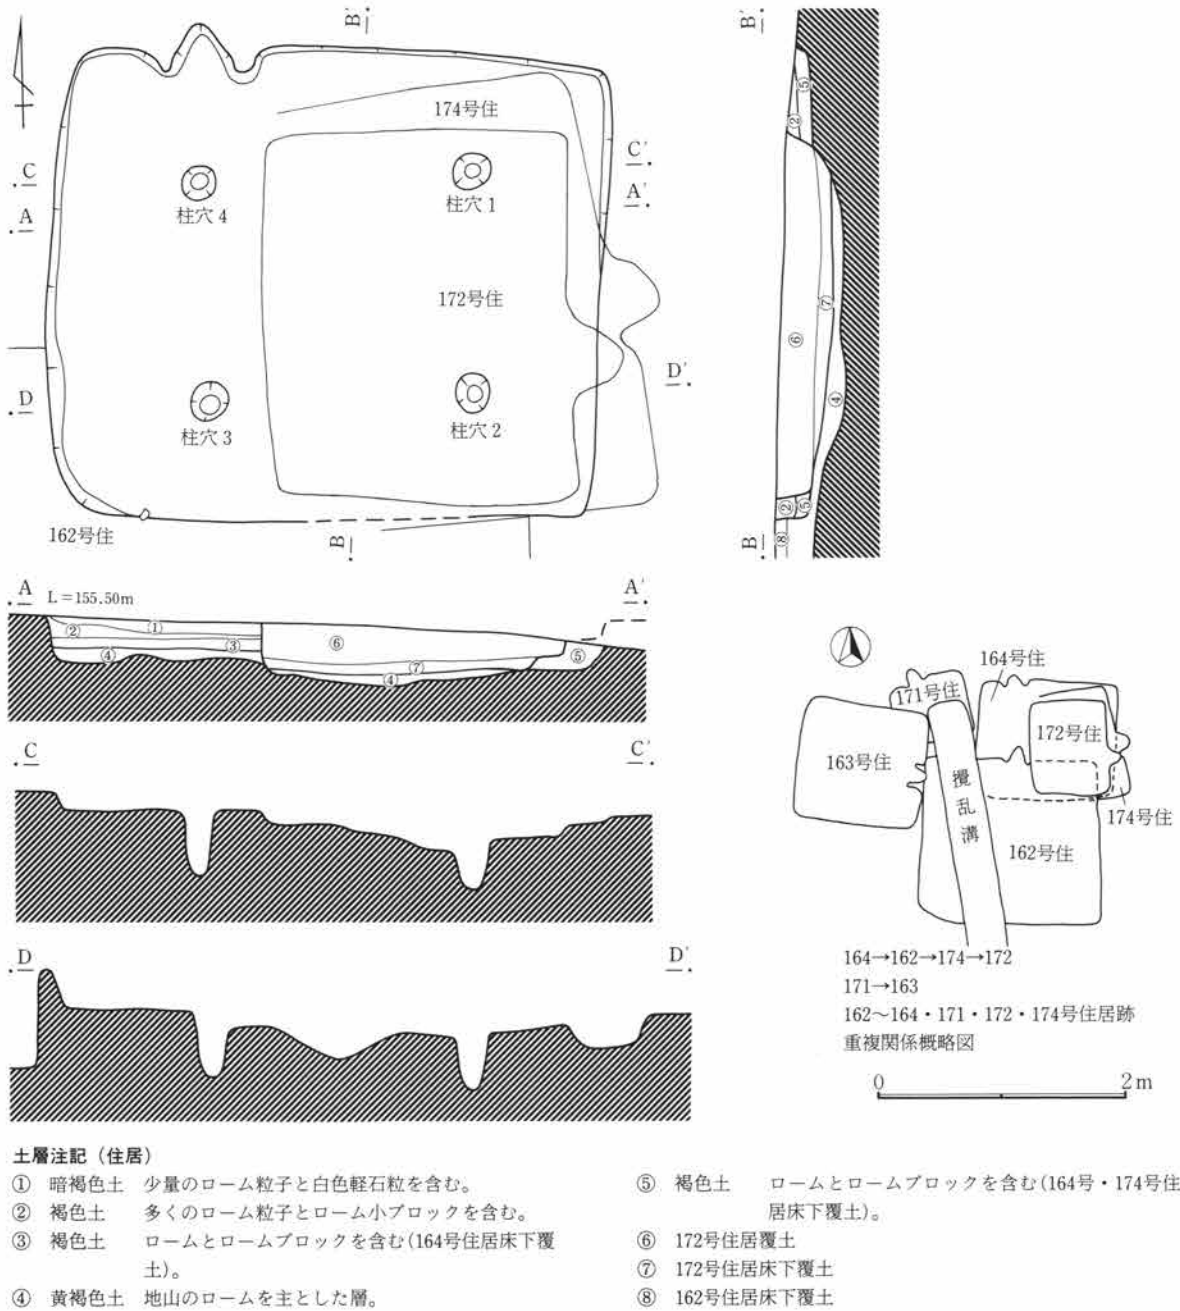 B′
B′
174号住
⑤
②
C
C′
A′
柱穴4
柱穴1
A
172号住
⑦
⑥
D
D′
④
柱穴3
柱穴2
②
⑤
162号住
B
B
⑧
A L=155.50m A′
② ① ③ ④ ⑥ ⑦ ④ ⑤
C C′
D D′
164号住
171号住
172号住
163号住
攪乱溝
174号住
162号住
164→162→174→172
171→163
162～164・171・172・174号住居跡
重複関係概略図
0 2m
土層注記（住居）
① 暗褐色土 少量のローム粒子と白色軽石粒を含む。
② 褐色土 多くのローム粒子とローム小ブロックを含む。
③ 褐色土 ロームとロームブロックを含む(164号住居床下覆
土)。
④ 黄褐色土 地山のロームを主とした層。
⑤ 褐色土 ロームとロームブロックを含む(164号・174号住
居床下覆土)。
⑥ 172号住居覆土
⑦ 172号住居床下覆土
⑧ 162号住居床下覆土